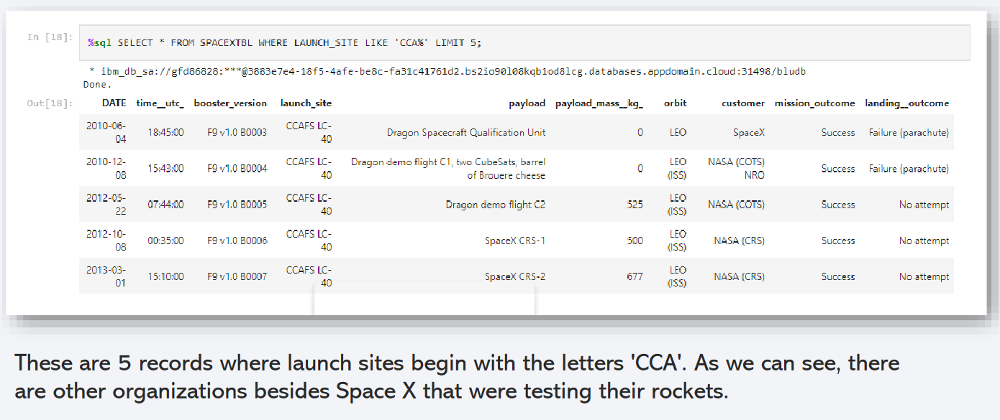 In [18]:
%sql SELECT * FROM SPACEXTBL WHERE LAUNCH_SITE LIKE 'CCA%' LIMIT 5;
* ibm_db_sa://gfd86828:***@3883e7e4-18f5-4afe-be8c-fa31c41761d2.bs2io90l08kqb1od8lcg.databases.appdomain.cloud:31498/bludb
Done.
Out[18]:
DATE time__utc_ booster_version launch_site payload payload_mass__kg_ orbit customer mission_outcome landing__outcome
2010-06-
04 18:45:00 F9 v1.0 B0003 CCAFS LC-
40 Dragon Spacecraft Qualification Unit 0 LEO SpaceX Success Failure (parachute)
2010-12-
08 15:43:00 F9 v1.0 B0004 CCAFS LC-
40 Dragon demo flight C1, two CubeSats, barrel
of Brouere cheese 0 LEO
(ISS) NASA (COTS)
NRO Success Failure (parachute)
2012-05-
22 07:44:00 F9 v1.0 B0005 CCAFS LC-
40 Dragon demo flight C2 525 LEO
(ISS) NASA (COTS) Success No attempt
2012-10-
08 00:35:00 F9 v1.0 B0006 CCAFS LC-
40 SpaceX CRS-1 500 LEO
(ISS) NASA (CRS) Success No attempt
2013-03-
01 15:10:00 F9 v1.0 B0007 CCAFS LC-
40 SpaceX CRS-2 677 LEO
(ISS) NASA (CRS) Success No attempt
These are 5 records where launch sites begin with the letters 'CCA'. As we can see, there
are other organizations besides Space X that were testing their rockets.